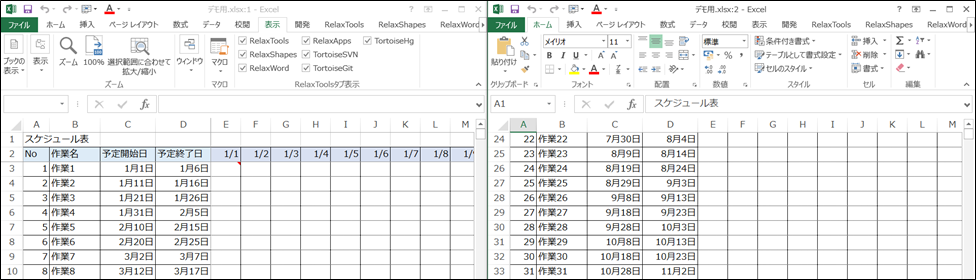 デモ用.xlsx:1 - Excel
ファイル ホーム 挿入 ページ レイアウト 数式 データ 校閲 表示 開発 RelaxTools RelaxShapes RelaxWord
ブックの表示 表示 ズーム 100% 選択範囲に合わせて拡大/縮小 ウィンドウ マクロ
RelaxTools RelaxApps TortoiseHg
RelaxShapes TortoiseSVN
RelaxWord TortoiseGit
ズーム マクロ RelaxToolsタブ表示
fx
A B C D E F G H I J K L M
1 スケジュール表
2 No 作業名 予定開始日 予定終了日 1/1 1/2 1/3 1/4 1/5 1/6 1/7 1/8
3 1 作業1 1月1日 1月6日
4 2 作業2 1月11日 1月16日
5 3 作業3 1月21日 1月26日
6 4 作業4 1月31日 2月5日
7 5 作業5 2月10日 2月15日
8 6 作業6 2月20日 2月25日
9 7 作業7 3月2日 3月7日
10 8 作業8 3月12日 3月17日
デモ用.xlsx:2 - Excel
ファイル ホーム 挿入 ページ レイアウト 数式 データ 校閲 表示 開発 RelaxTools RelaxShapes RelaxWord
貼り付け メイリオ 11 標準 条件付き書式 挿入
B I U 削除 テーブルとして書式設定
A A セルのスタイル 書式
クリップボード フォント 配置 数値 スタイル セル 編集
A1 fx スケジュール表
A B C D E F G H I J K L M
24 22 作業22 7月30日 8月4日
25 23 作業23 8月9日 8月14日
26 24 作業24 8月19日 8月24日
27 25 作業25 8月29日 9月3日
28 26 作業26 9月8日 9月13日
29 27 作業27 9月18日 9月23日
30 28 作業28 9月28日 10月3日
31 29 作業29 10月8日 10月13日
32 30 作業30 10月18日 10月23日
33 31 作業31 10月28日 11月2日